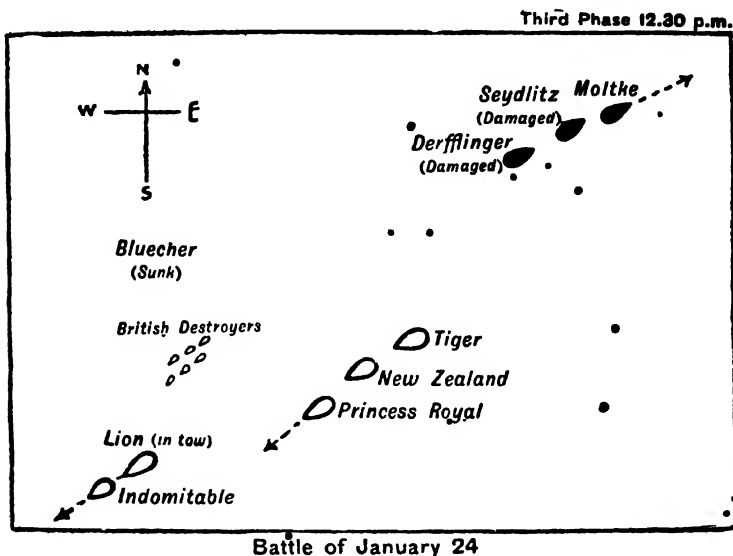 Third Phase 12.30 p.m.
N
W E
S
Seydlitz Moltke
(Damaged)
Derfflinger
(Damaged)
Bluecher
(Sunk)
British Destroyers
Tiger
New Zealand
Princess Royal
Lion (in tow)
Indomitable
Battle of January 24